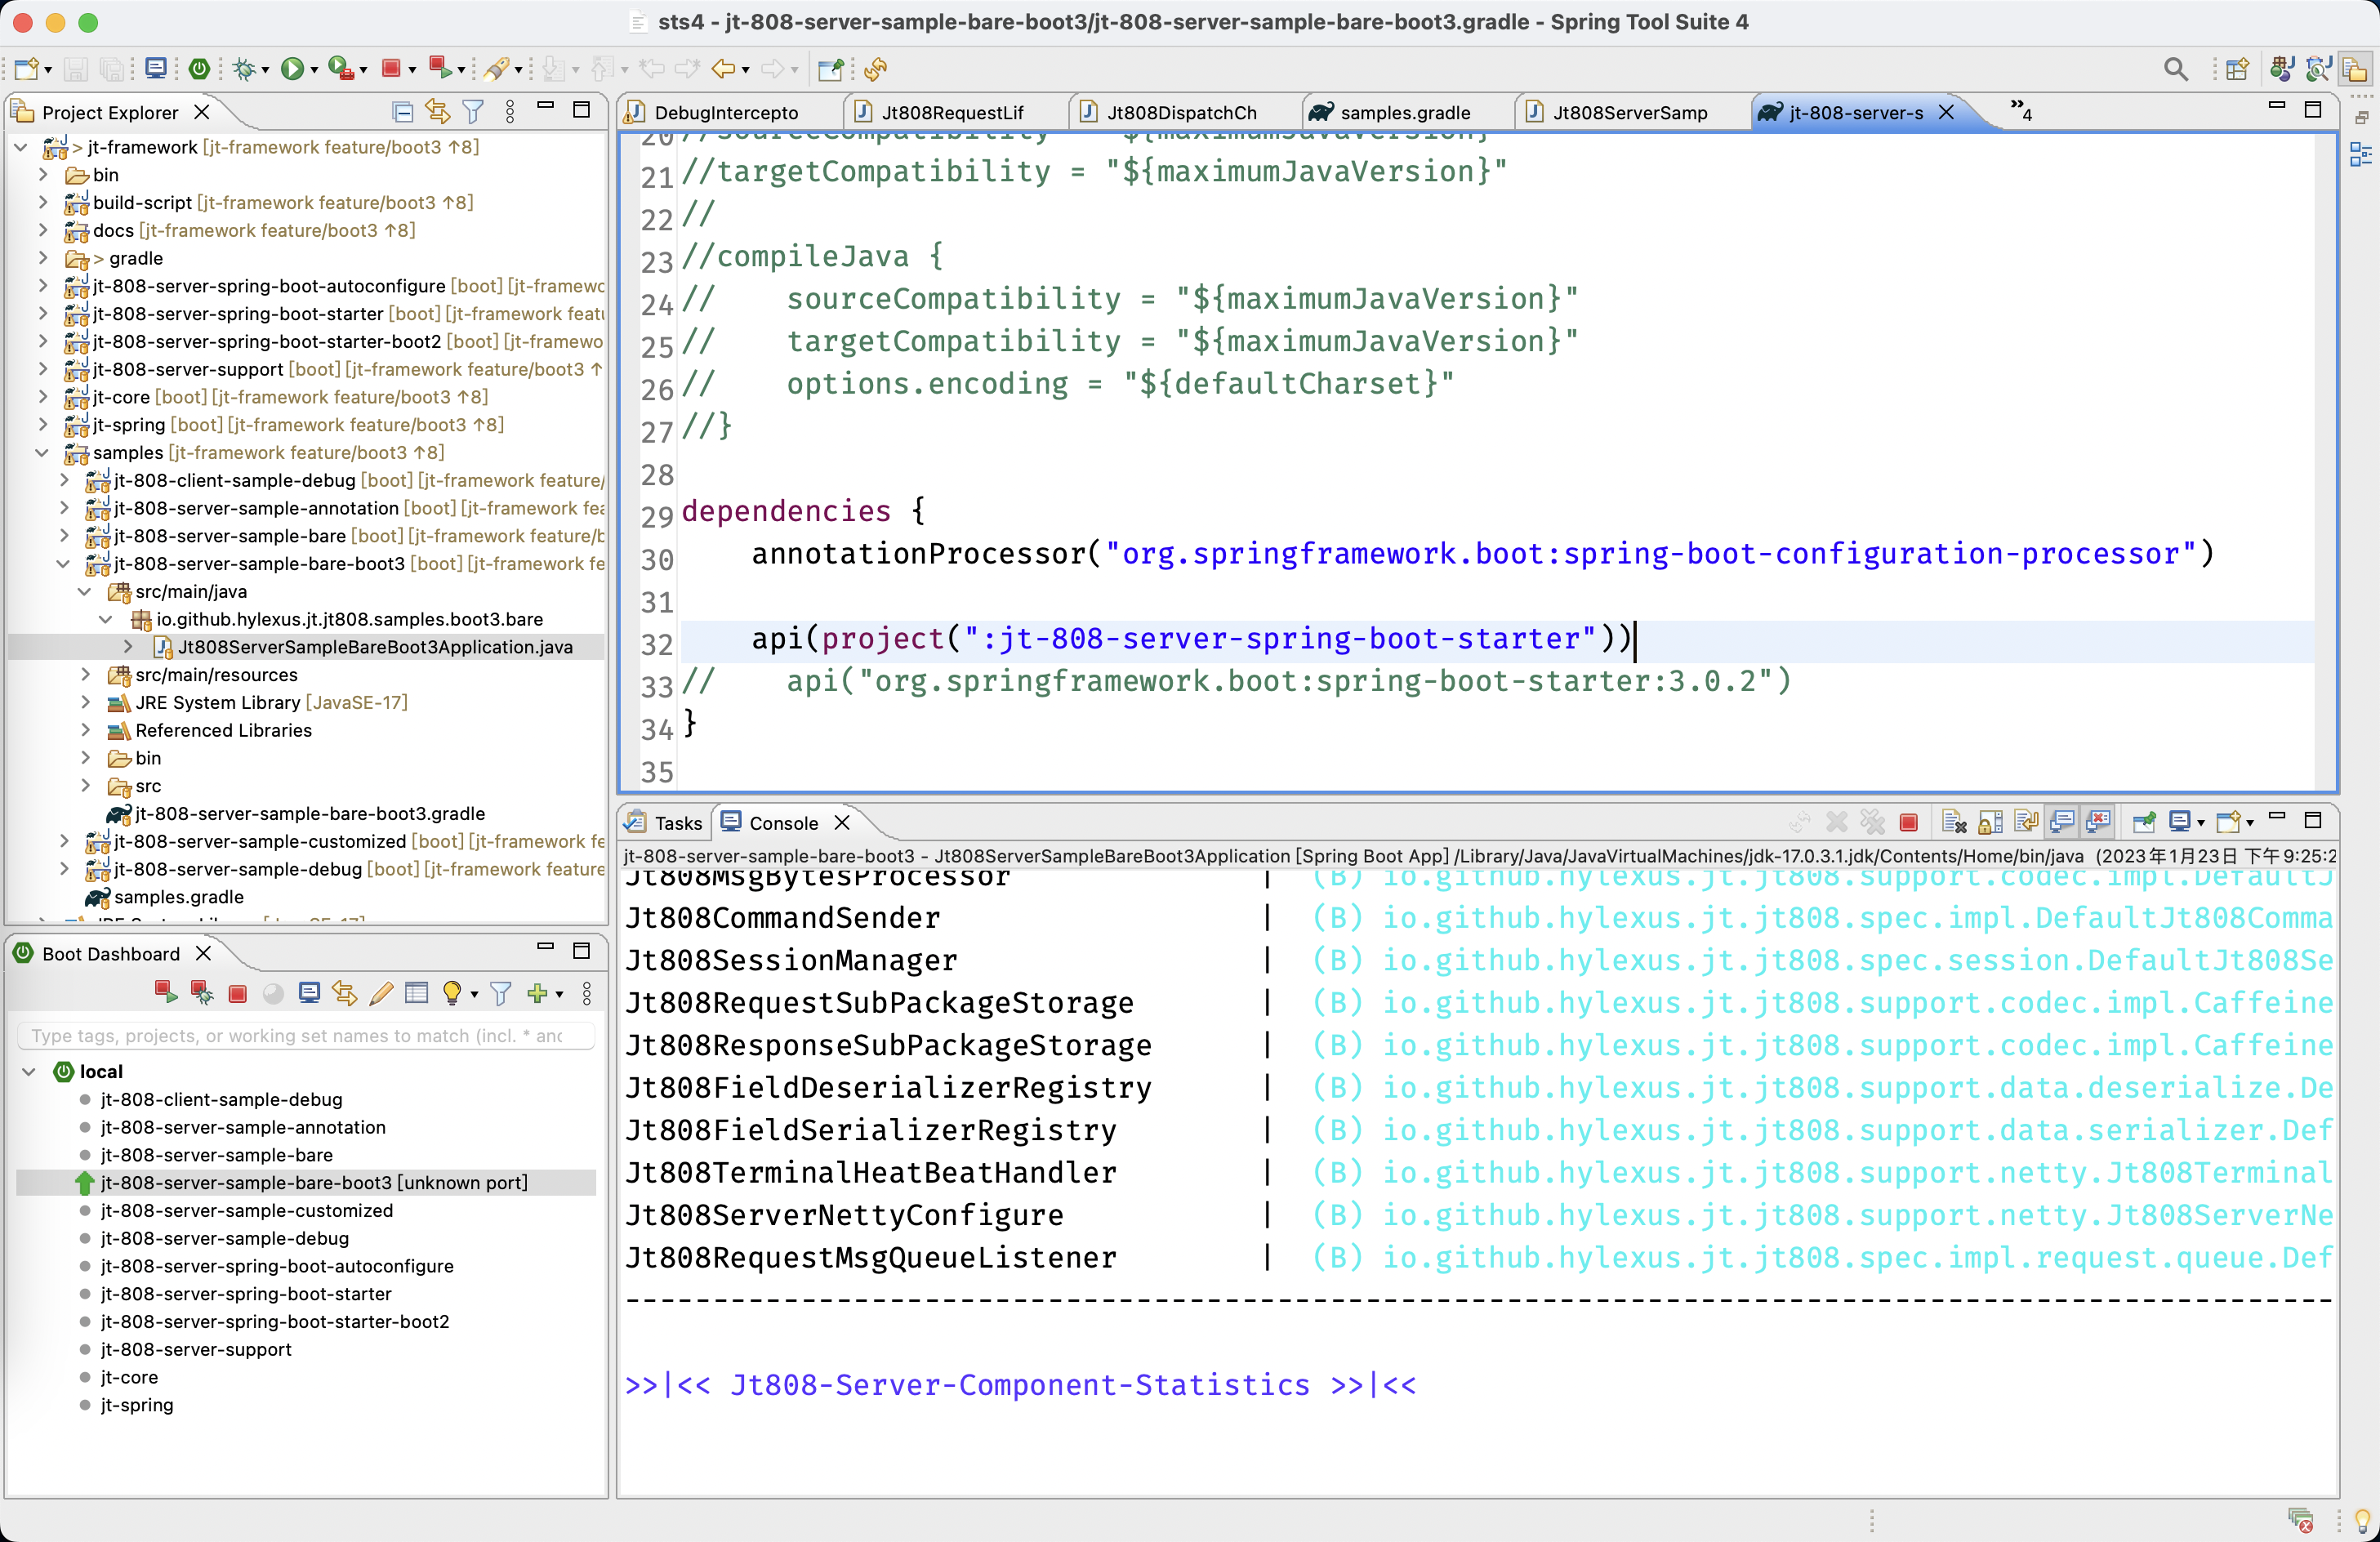 sts4 - jt-808-server-sample-bare-boot3/jt-808-server-sample-bare-boot3.gradle - Spring Tool Suite 4
Project Explorer
> jt-framework [jt-framework feature/boot3 ↑8]
bin
build-script [jt-framework feature/boot3 ↑8]
docs [jt-framework feature/boot3 ↑8]
> gradle
jt-808-server-spring-boot-autoconfigure [boot] [jt-framewo
jt-808-server-spring-boot-starter [boot] [jt-framework featu
jt-808-server-spring-boot-starter-boot2 [boot] [jt-framewo
jt-808-server-support [boot] [jt-framework feature/boot3 ↑
jt-core [boot] [jt-framework feature/boot3 ↑8]
jt-spring [boot] [jt-framework feature/boot3 ↑8]
samples [jt-framework feature/boot3 ↑8]
jt-808-client-sample-debug [boot] [jt-framework feature/
jt-808-server-sample-annotation [boot] [jt-framework fea
jt-808-server-sample-bare [boot] [jt-framework feature/b
jt-808-server-sample-bare-boot3 [boot] [jt-framework fe
src/main/java
io.github.hylexus.jt.jt808.samples.boot3.bare
Jt808ServerSampleBareBoot3Application.java
src/main/resources
JRE System Library [JavaSE-17]
Referenced Libraries
bin
src
jt-808-server-sample-bare-boot3.gradle
jt-808-server-sample-customized [boot] [jt-framework fe
jt-808-server-sample-debug [boot] [jt-framework feature
samples.gradle
JRE System Library [JavaSE-17]
Boot Dashboard
Type tags, projects, or working set names to match (incl. * and
local
jt-808-client-sample-debug
jt-808-server-sample-annotation
jt-808-server-sample-bare
jt-808-server-sample-bare-boot3 [unknown port]
jt-808-server-sample-customized
jt-808-server-sample-debug
jt-808-server-spring-boot-autoconfigure
jt-808-server-spring-boot-starter
jt-808-server-spring-boot-starter-boot2
jt-808-server-support
jt-core
jt-spring
DebugIntercepto Jt808RequestLif Jt808DispatchCh samples.gradle Jt808ServerSamp jt-808-server-s »4
20 //sourceCompatibility = "${maximumJavaVersion}"
21 //targetCompatibility = "${maximumJavaVersion}"
22 //
23 //compileJava {
24 //    sourceCompatibility = "${maximumJavaVersion}"
25 //    targetCompatibility = "${maximumJavaVersion}"
26 //    options.encoding = "${defaultCharset}"
27 //}
28
29 dependencies {
30     annotationProcessor("org.springframework.boot:spring-boot-configuration-processor")
31
32     api(project(":jt-808-server-spring-boot-starter"))
33 //    api("org.springframework.boot:spring-boot-starter:3.0.2")
34 }
35
Tasks Console
jt-808-server-sample-bare-boot3 - Jt808ServerSampleBareBoot3Application [Spring Boot App] /Library/Java/JavaVirtualMachines/jdk-17.0.3.1.jdk/Contents/Home/bin/java (2023年1月23日 下午9:25:2
Jt808MsgBytesProcessor | (B) io.github.hylexus.jt.jt808.support.codec.impl.DefaultJ
Jt808CommandSender | (B) io.github.hylexus.jt.jt808.spec.impl.DefaultJt808Comma
Jt808SessionManager | (B) io.github.hylexus.jt.jt808.spec.session.DefaultJt808Se
Jt808RequestSubPackageStorage | (B) io.github.hylexus.jt.jt808.support.codec.impl.Caffeine
Jt808ResponseSubPackageStorage | (B) io.github.hylexus.jt.jt808.support.codec.impl.Caffeine
Jt808FieldDeserializerRegistry | (B) io.github.hylexus.jt.jt808.support.data.deserialize.De
Jt808FieldSerializerRegistry | (B) io.github.hylexus.jt.jt808.support.data.serializer.Def
Jt808TerminalHeatBeatHandler | (B) io.github.hylexus.jt.jt808.support.netty.Jt808Terminal
Jt808ServerNettyConfigure | (B) io.github.hylexus.jt.jt808.support.netty.Jt808ServerNe
Jt808RequestMsgQueueListener | (B) io.github.hylexus.jt.jt808.spec.impl.request.queue.Def
-------------------------------------------------------------------------------------------------
>>|<< Jt808-Server-Component-Statistics >>|<<